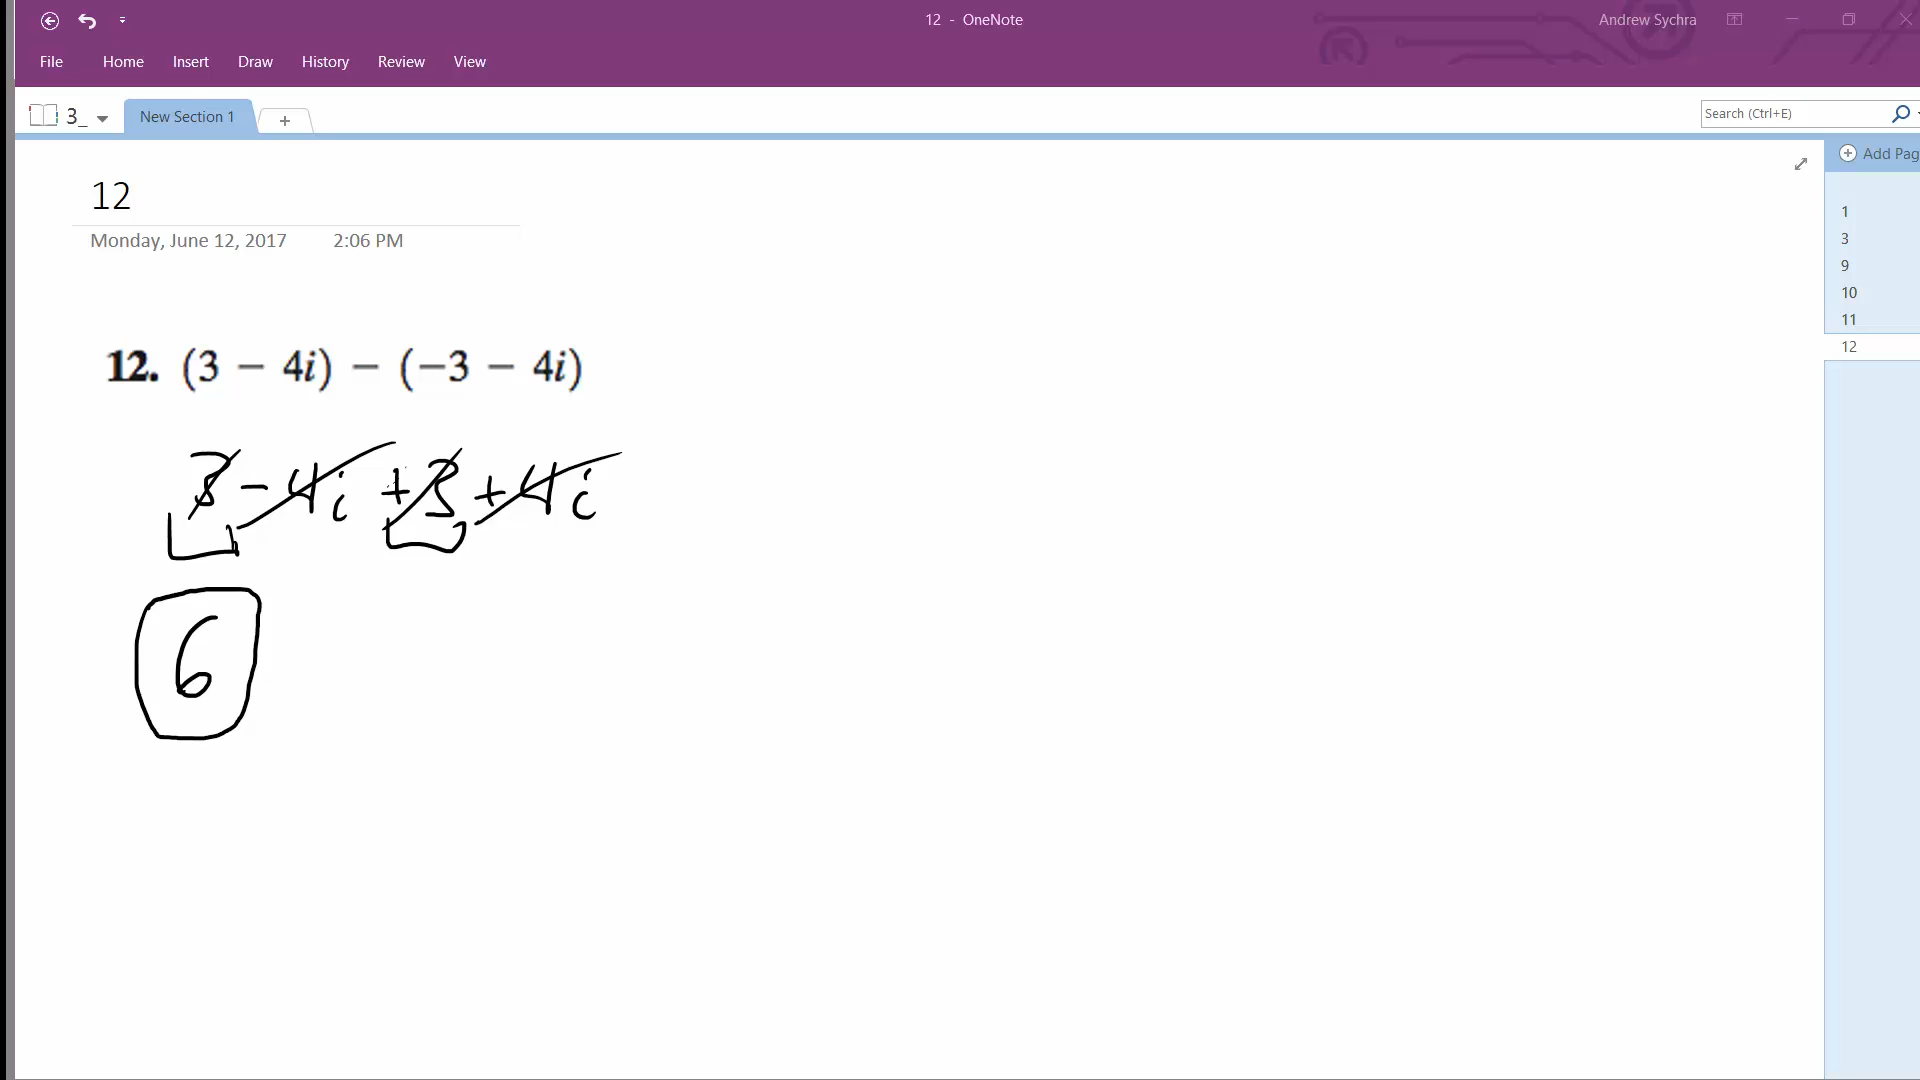 12 - OneNote
Andrew Sychra
File Home Insert Draw History Review View
3_ New Section 1 +
Search (Ctrl+E)
Add Pag
12
Monday, June 12, 2017 2:06 PM
1
3
9
10
11
12
12. (3 − 4i) − (−3 − 4i)
3 - 4i + 3 + 4i
6